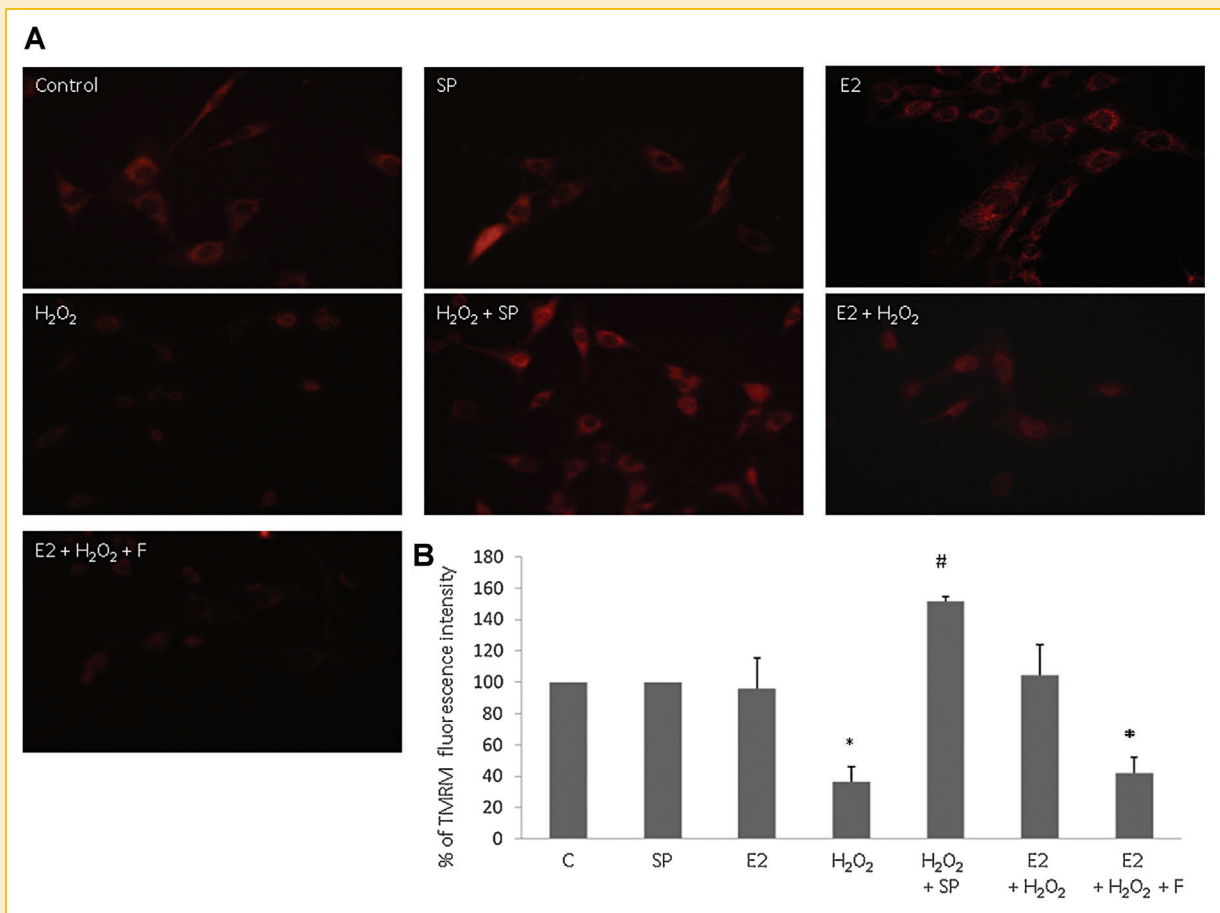 A
Control
SP
E2
H₂O₂
H₂O₂ + SP
E2 + H₂O₂
E2 + H₂O₂ + F
B
% of TMRM fluorescence intensity
180
160
140
120
100
80
60
40
20
0
#
*
*
C
SP
E2
H₂O₂
H₂O₂
+ SP
E2
+ H₂O₂
E2
+ H₂O₂ + F